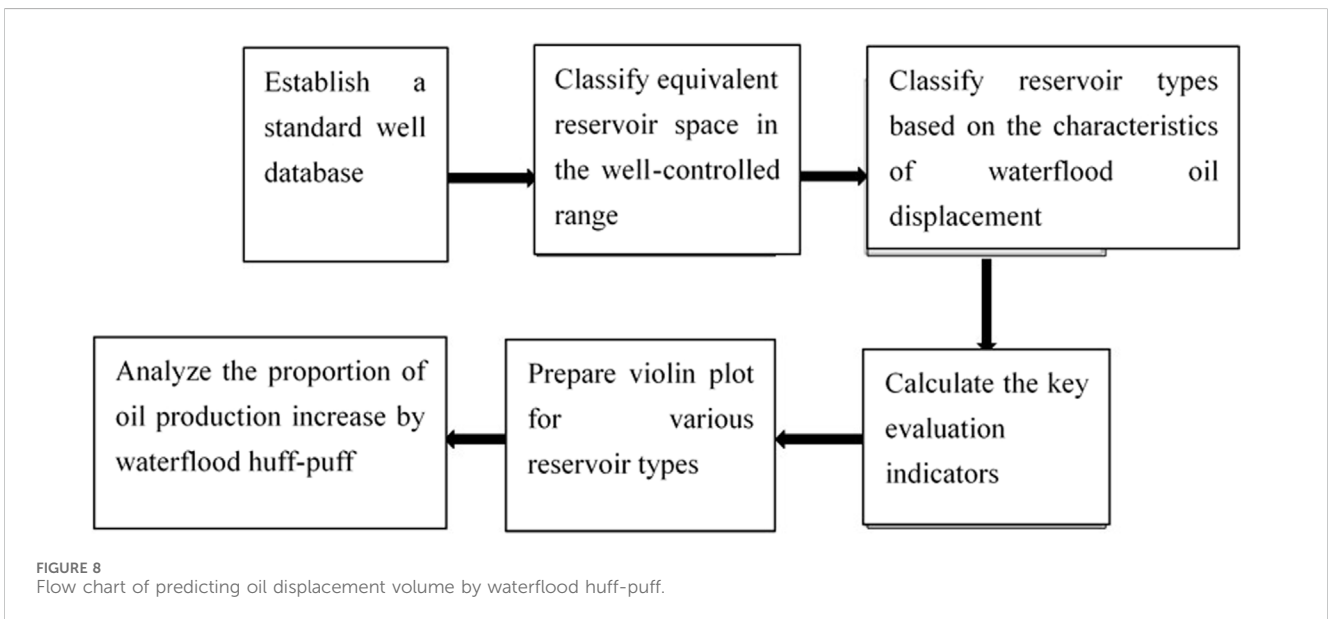 Establish a
standard well
database
Classify equivalent
reservoir space in
the well-controlled
range
Classify reservoir types
based on the characteristics
of waterflood oil
displacement
Calculate the key
evaluation
indicators
Prepare violin plot
for various
reservoir types
Analyze the proportion of
oil production increase by
waterflood huff-puff
FIGURE 8
Flow chart of predicting oil displacement volume by waterflood huff-puff.